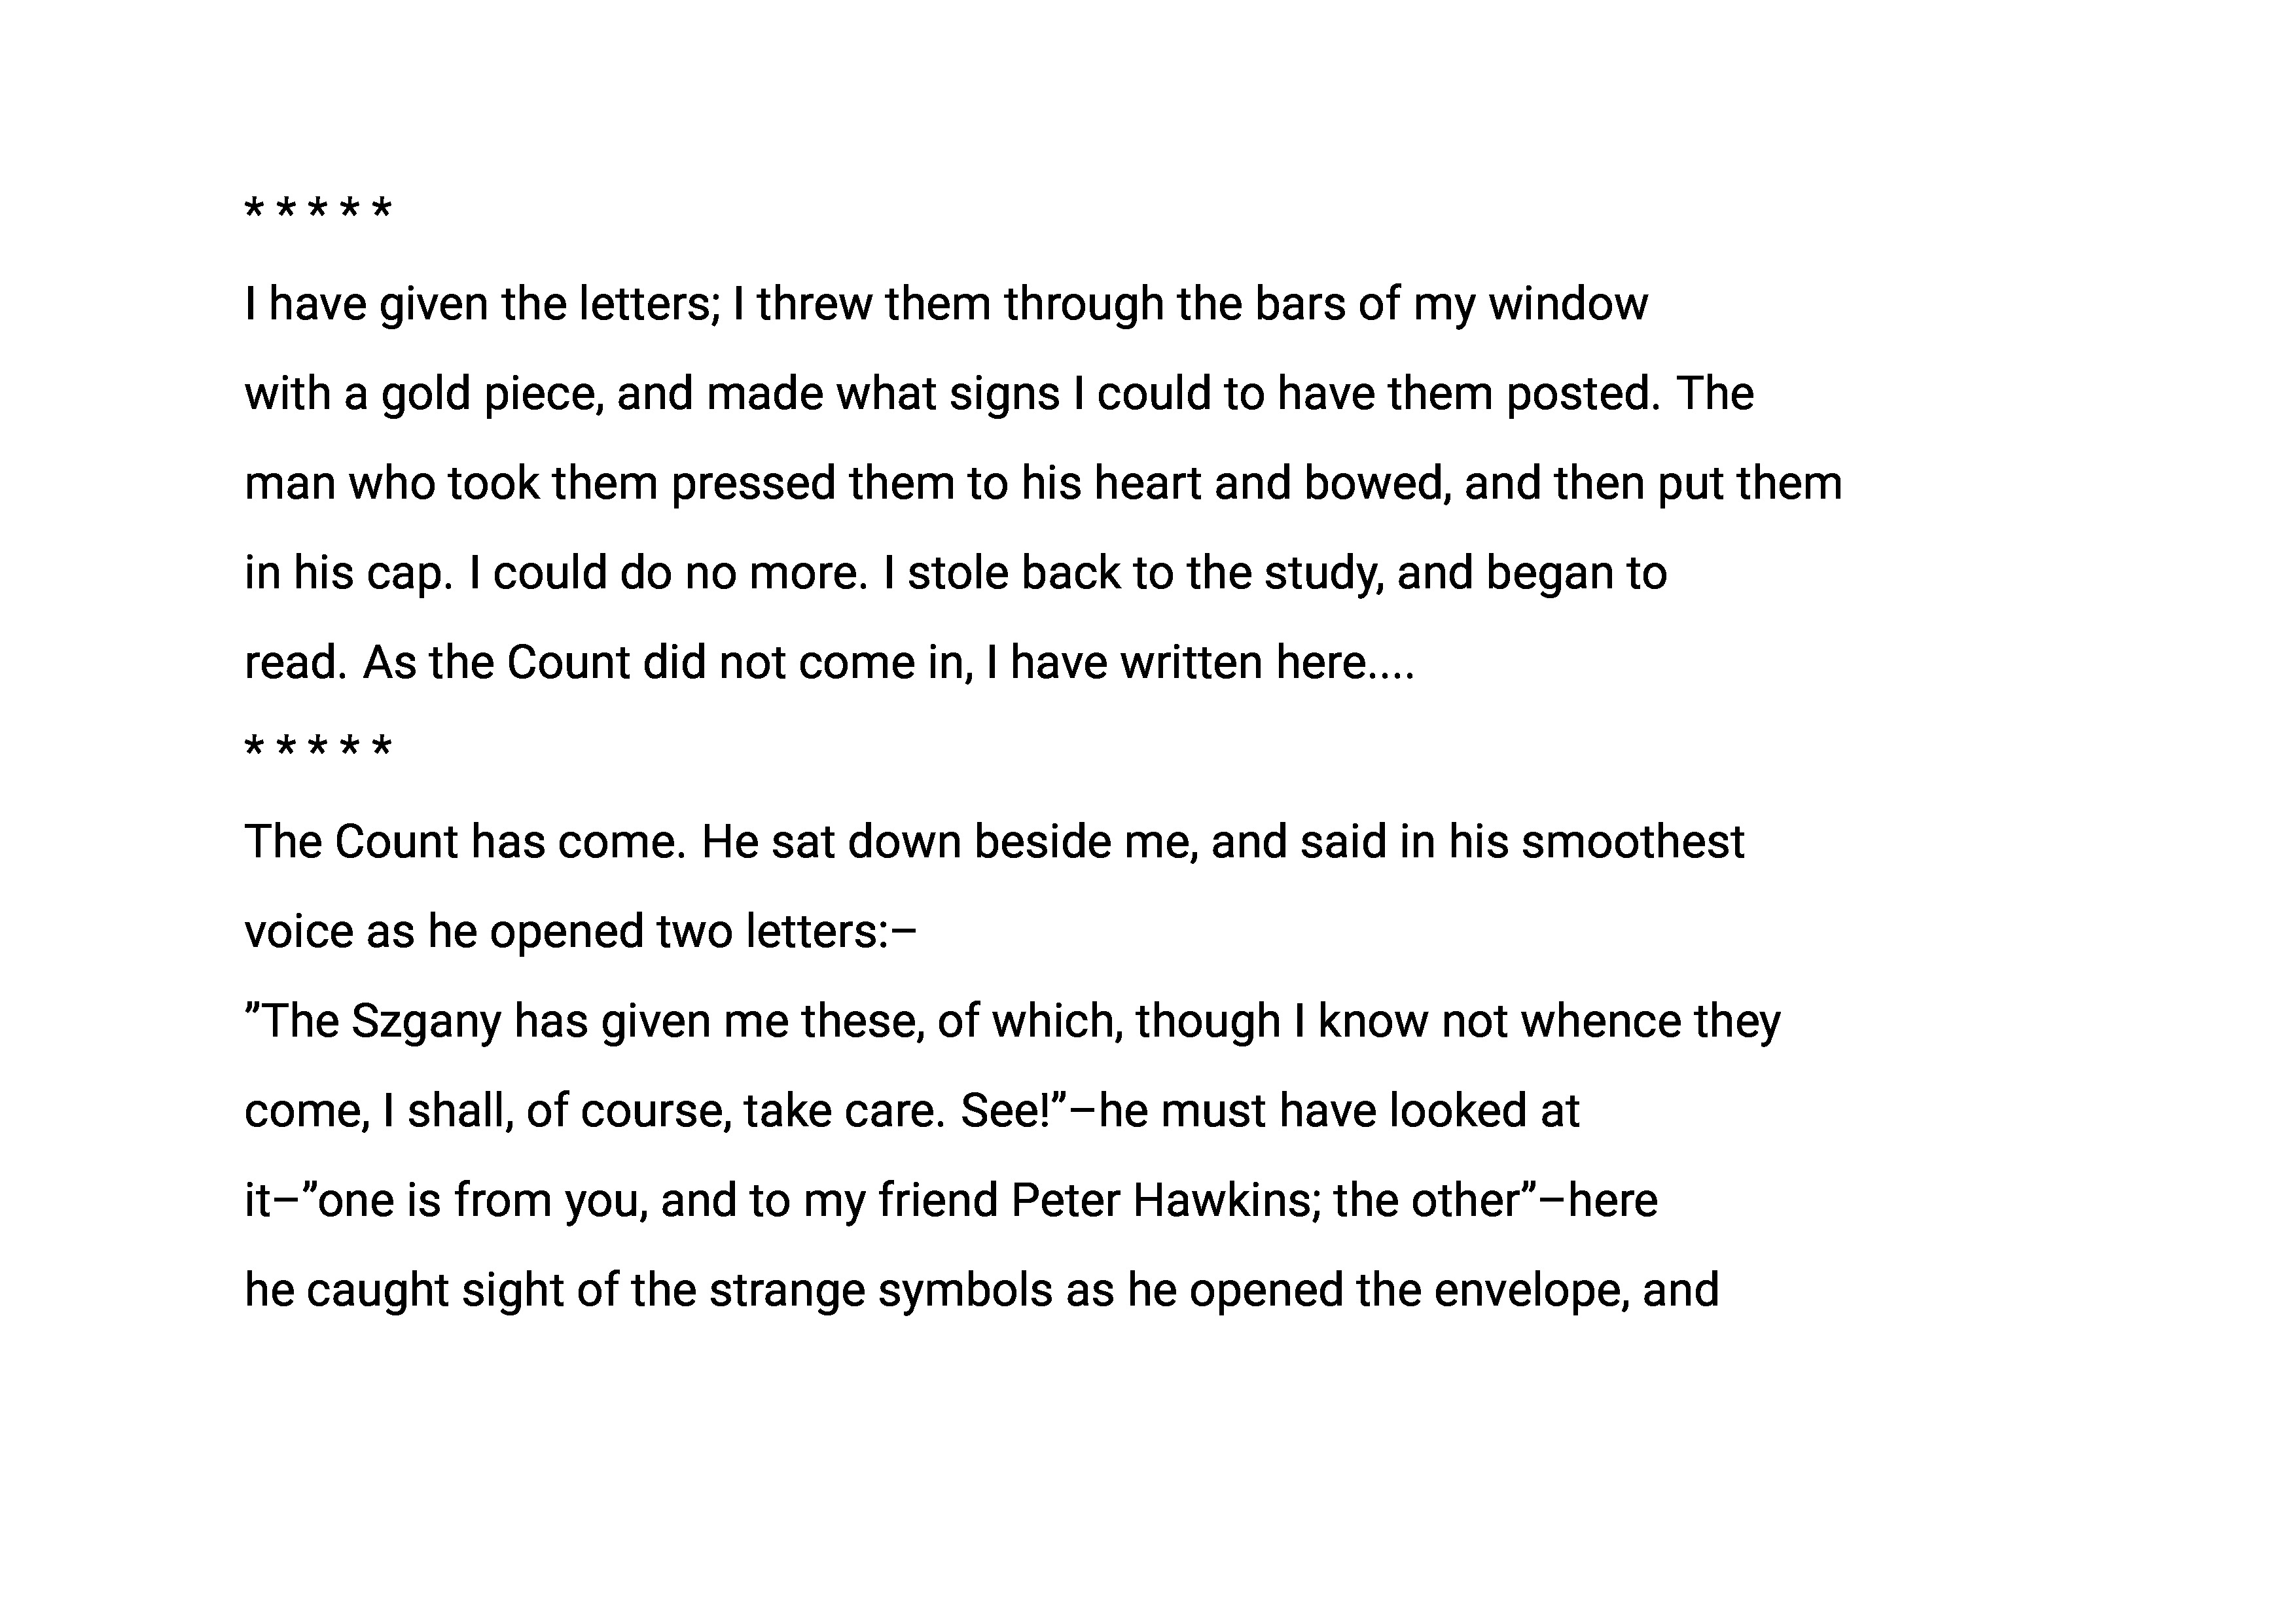 * * * * *
I have given the letters; I threw them through the bars of my window
with a gold piece, and made what signs I could to have them posted. The
man who took them pressed them to his heart and bowed, and then put them
in his cap. I could do no more. I stole back to the study, and began to
read. As the Count did not come in, I have written here....
* * * * *
The Count has come. He sat down beside me, and said in his smoothest
voice as he opened two letters:–
”The Szgany has given me these, of which, though I know not whence they
come, I shall, of course, take care. See!”–he must have looked at
it–”one is from you, and to my friend Peter Hawkins; the other”–here
he caught sight of the strange symbols as he opened the envelope, and